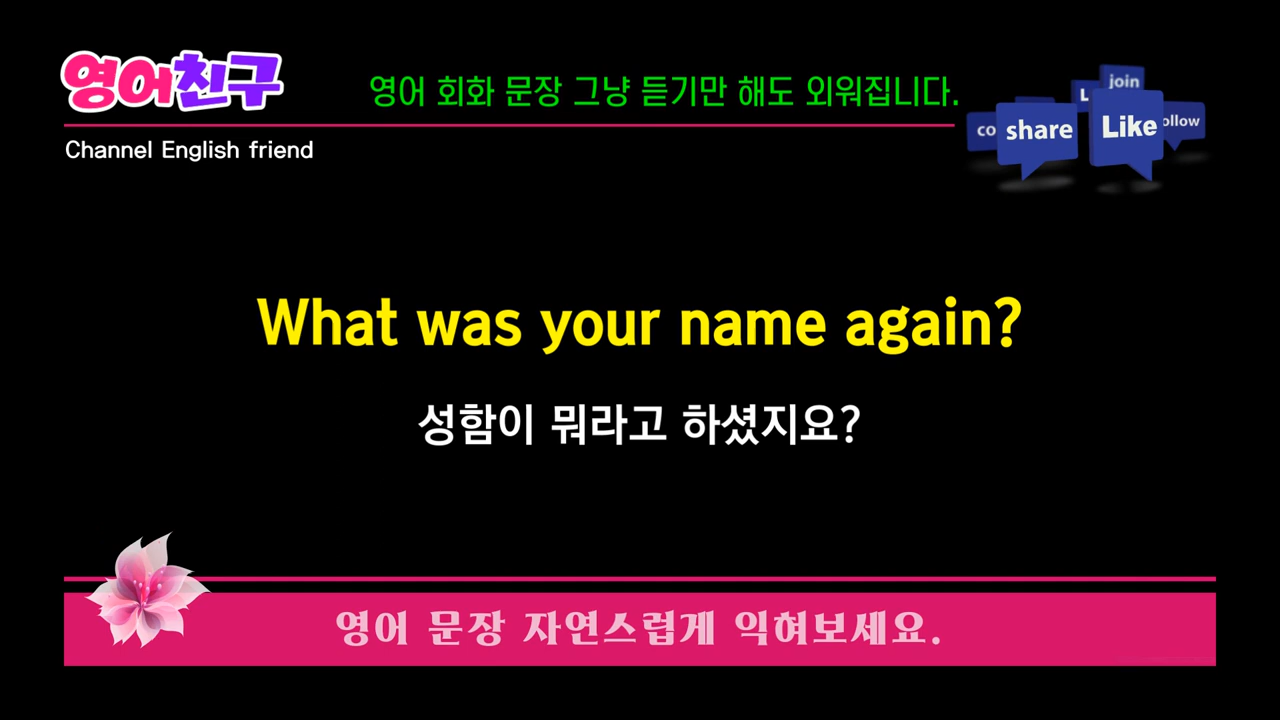 영어친구
영어 회화 문장 그냥 듣기만 해도 외워집니다.
Channel English friend
join
L
co
share
Like
ollow
What was your name again?
성함이 뭐라고 하셨지요?
영어 문장 자연스럽게 익혀보세요.